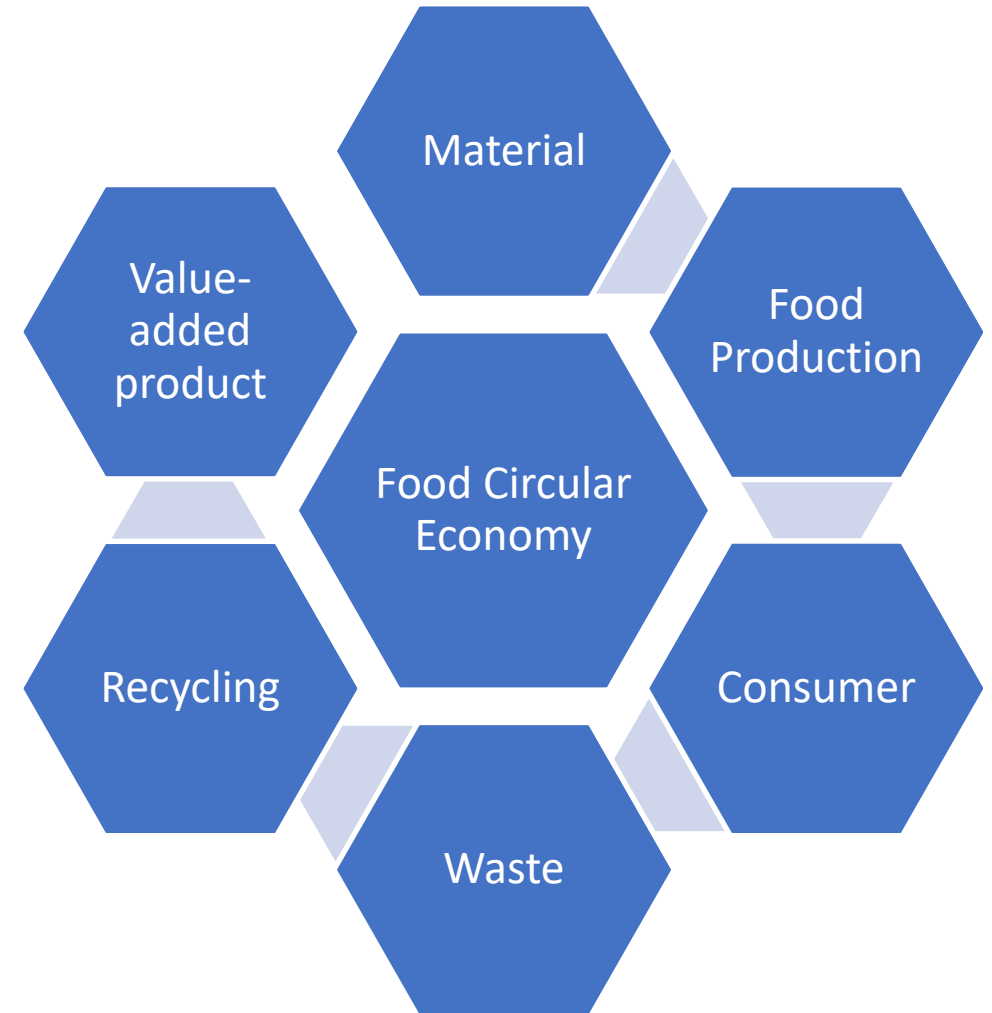 Material
Food
Production
Consumer
Waste
Recycling
Value-
added
product
Food Circular
Economy